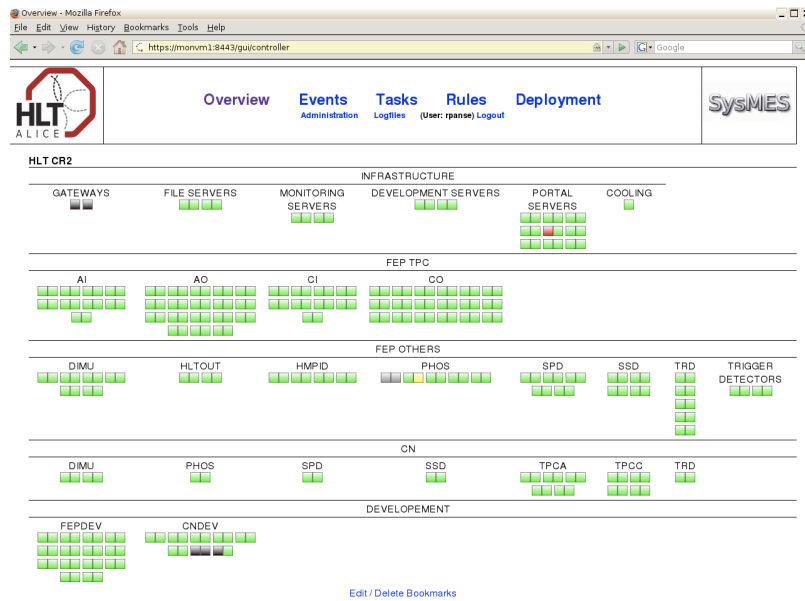 Overview - Mozilla Firefox
File Edit View History Bookmarks Tools Help
https://monvm1:8443/gui/controller
Google
HLT
ALICE
Overview Events Tasks Rules Deployment
Administration Logfiles (User: rpanse) Logout
SysMES
HLT CR2
INFRASTRUCTURE
GATEWAYS FILE SERVERS MONITORING SERVERS DEVELOPMENT SERVERS PORTAL SERVERS COOLING
FEP TPC
AI AO CI CO
FEP OTHERS
DIMU HLTOUT HMPID PHOS SPD SSD TRD TRIGGER DETECTORS
CN
DIMU PHOS SPD SSD TPCA TPCC TRD
DEVELOPEMENT
FEPDEV CNDEV
Edit / Delete Bookmarks